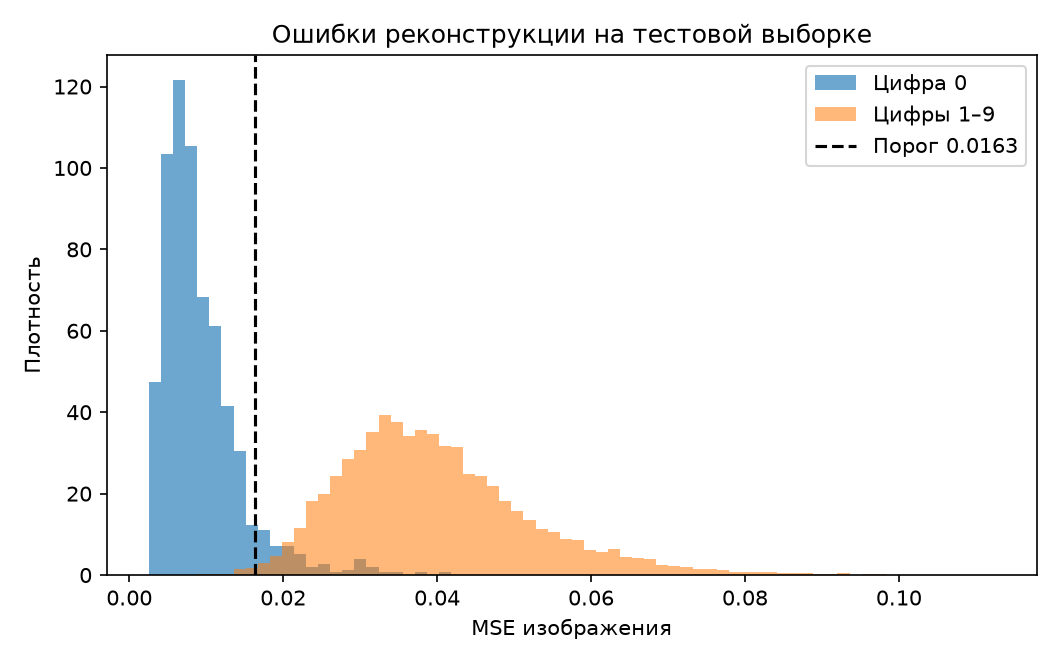 Ошибки реконструкции на тестовой выборке
Цифра 0
Цифры 1–9
Порог 0.0163
Плотность
120
100
80
60
40
20
0
0.00 0.02 0.04 0.06 0.08 0.10
MSE изображения